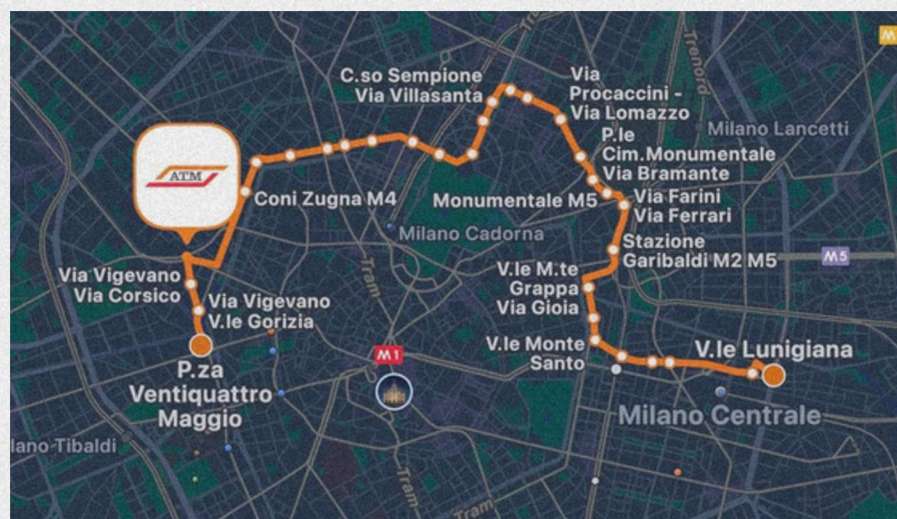 M
C.so Sempione
Via Villasanta
Via
Procaccini -
Via Lomazzo
Trenord
P.le
Cim.Monumentale
Via Bramante
Milano Lancetti
ATM
Coni Zugna M4
Monumentale M5
Via Farini
Via Ferrari
Milano Cadorna
Stazione
Garibaldi M2 M5
M5
Via Vigevano
Via Corsico
Tram
V.le M.te
Grappa
Via Gioia
Via Vigevano
V.le Gorizia
V.le Monte
Santo
V.le Lunigiana
M1
P.za
Ventiquattro
Maggio
Milano Centrale
lano Tibaldi
Tram
Tram